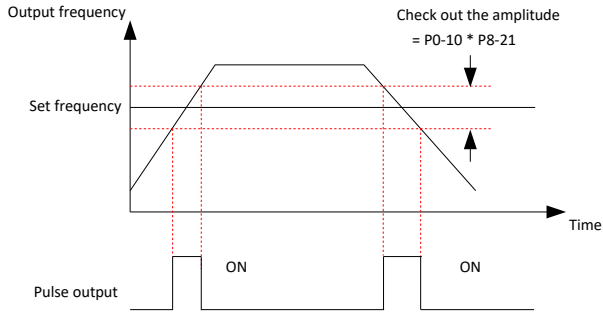 Output frequency
Check out the amplitude
= P0-10 * P8-21
Set frequency
Time
ON
ON
Pulse output